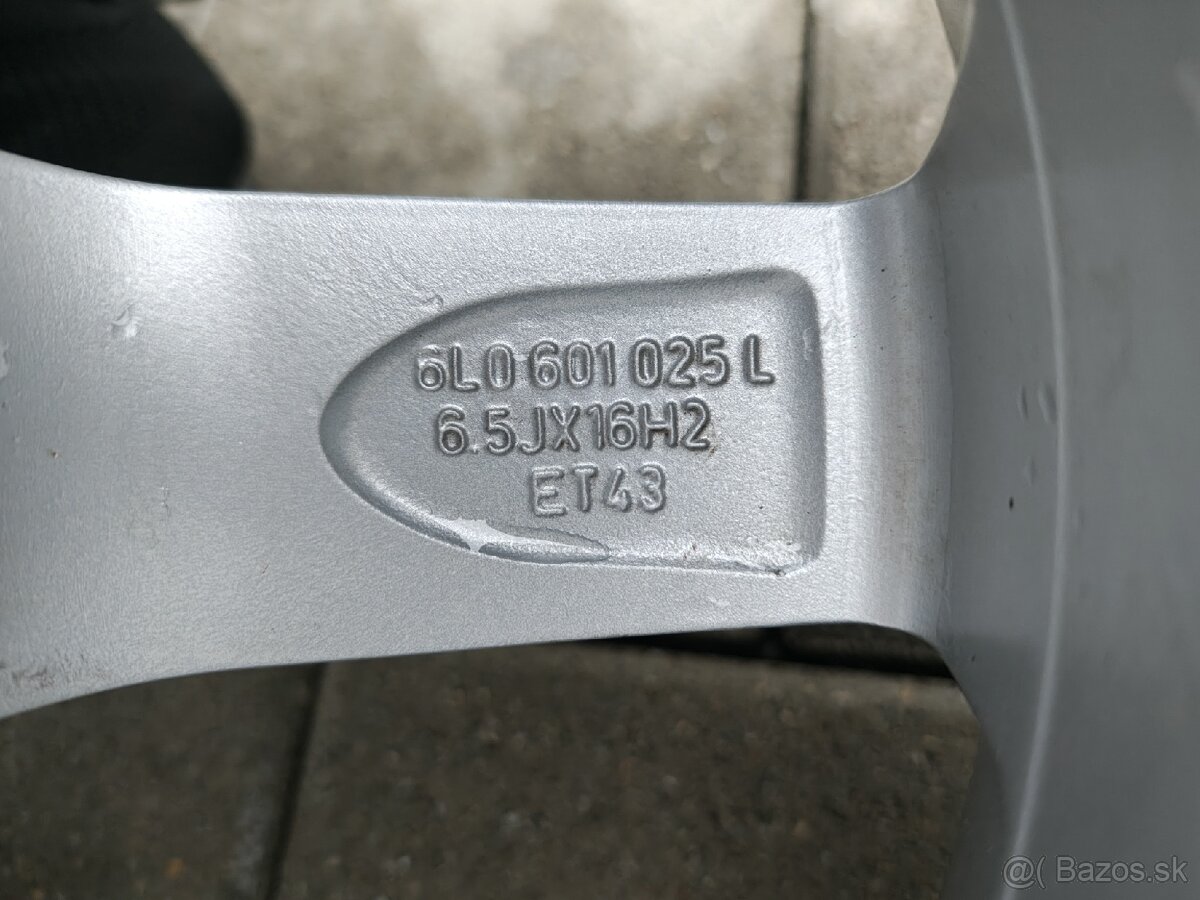 6L0 601 025 L
6.5JX16H2
ET43
@( Bazos.sk